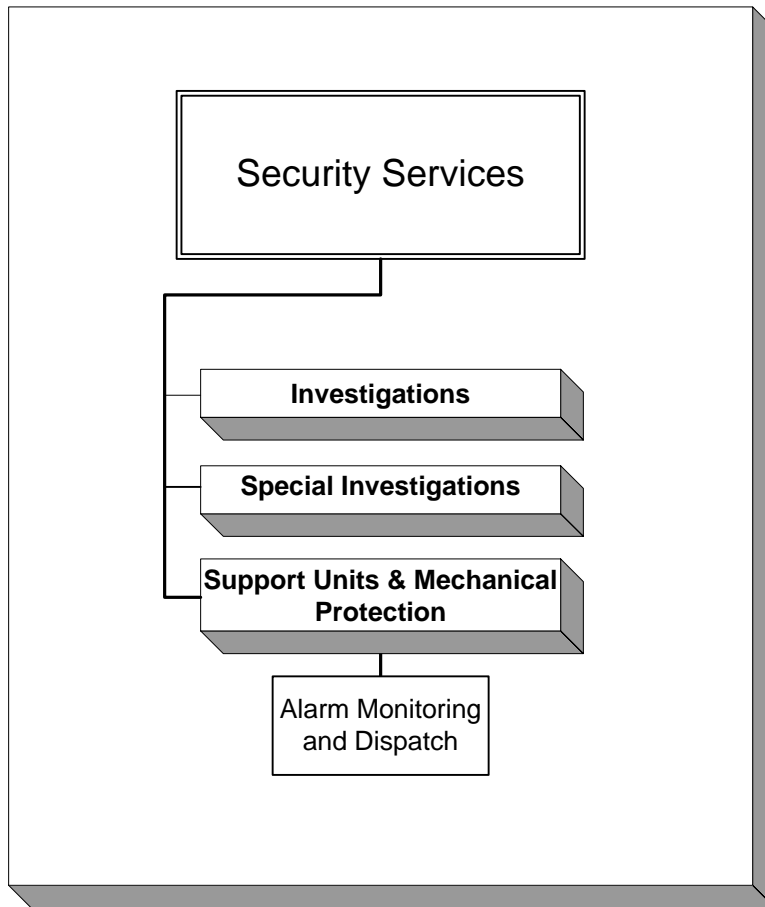 Security Services
Investigations
Special Investigations
Support Units & Mechanical
Protection
Alarm Monitoring
and Dispatch